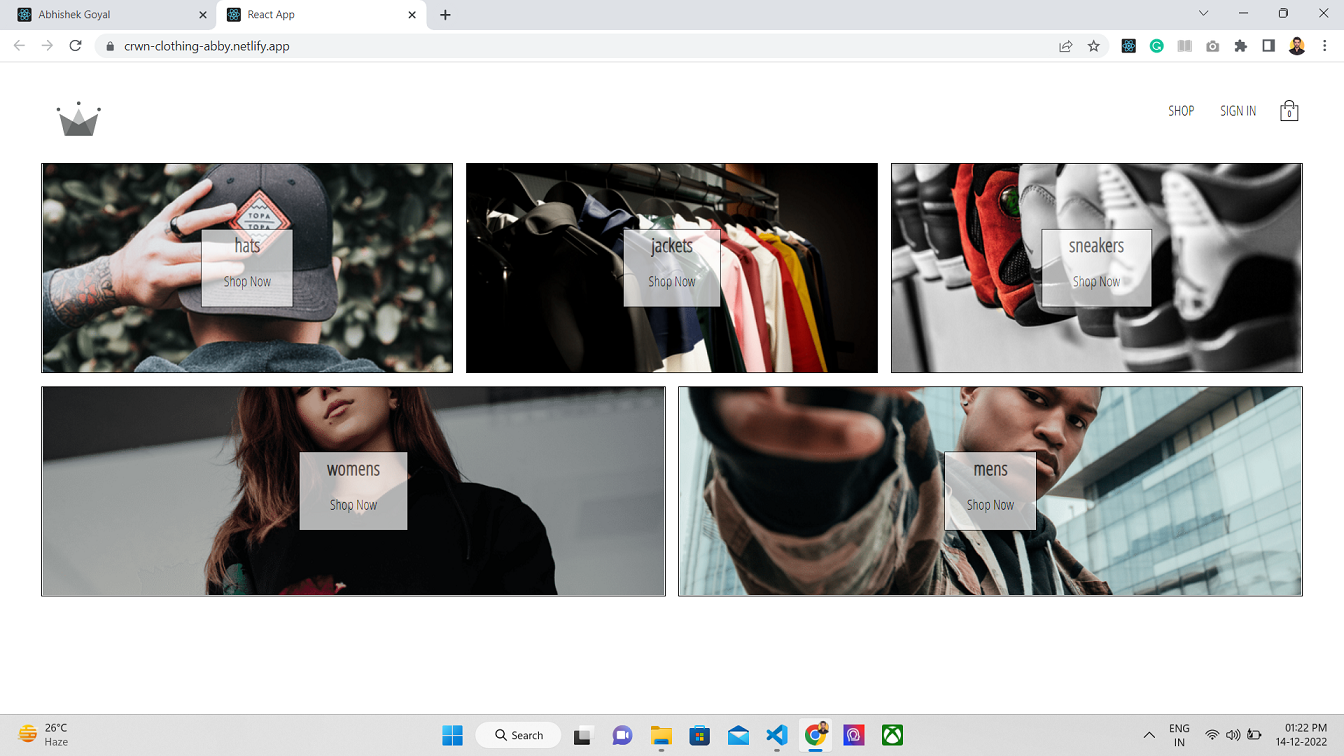 Abhishek Goyal
React App
crwn-clothing-abby.netlify.app
SHOP
SIGN IN
0
TOPA
TOPA
hats
Shop Now
jackets
Shop Now
sneakers
Shop Now
womens
Shop Now
mens
Shop Now
26°C
Haze
Search
ENG
IN
01:22 PM
14-12-2022